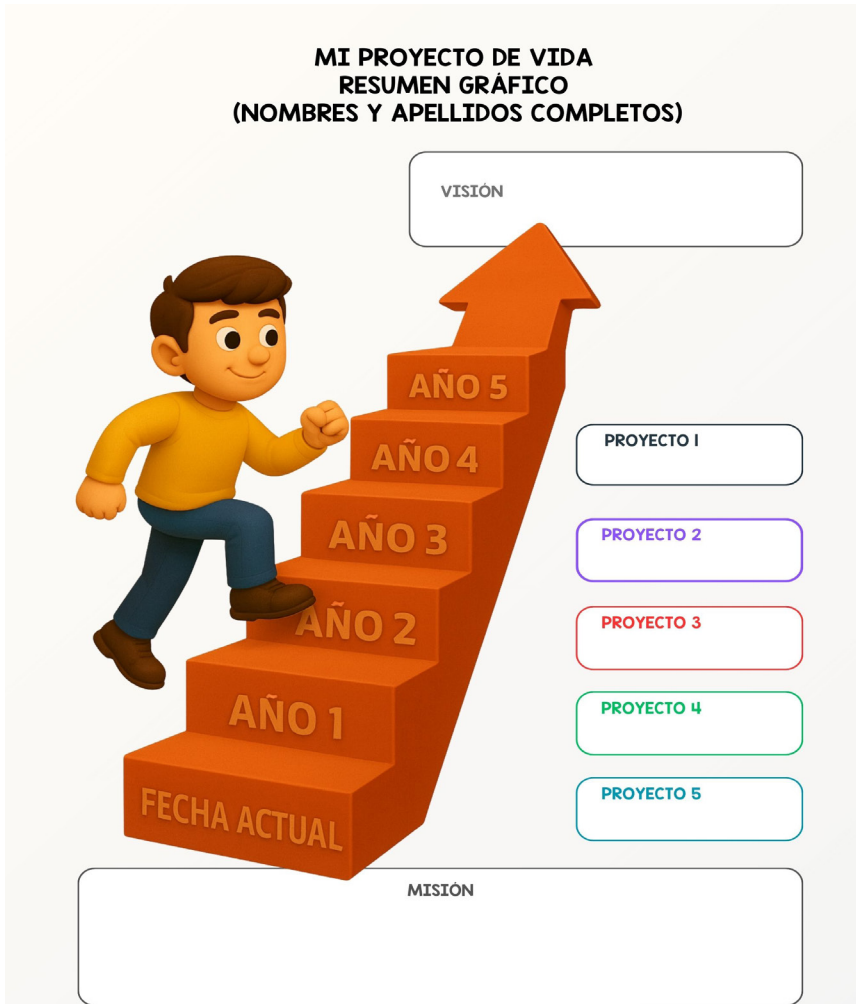 MI PROYECTO DE VIDA
RESUMEN GRÁFICO
(NOMBRES Y APELLIDOS COMPLETOS)
VISIÓN
AÑO 5
AÑO 4
AÑO 3
AÑO 2
AÑO 1
FECHA ACTUAL
PROYECTO 1
PROYECTO 2
PROYECTO 3
PROYECTO 4
PROYECTO 5
MISIÓN